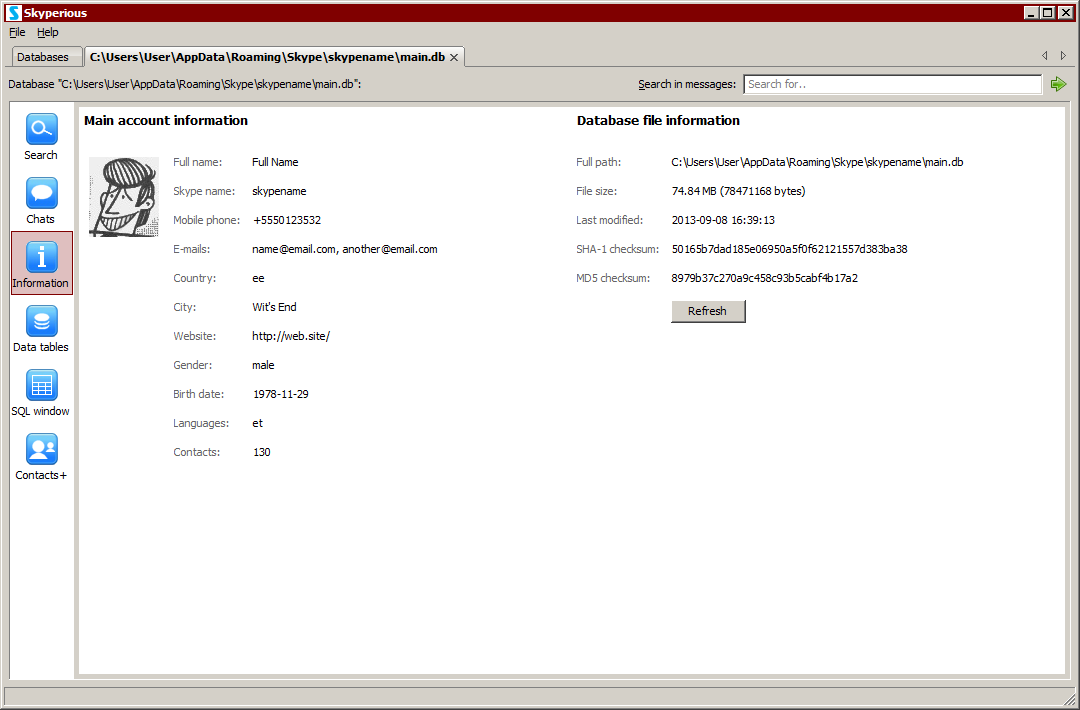 Skyperious
File Help
Databases C:\Users\User\AppData\Roaming\Skype\skypename\main.db
Database "C:\Users\User\AppData\Roaming\Skype\skypename\main.db": Search in messages: Search for..
Search
Chats
Information
Data tables
SQL window
Contacts+
Main account information
Full name: Full Name
Skype name: skypename
Mobile phone: +5550123532
E-mails: name@email.com, another@email.com
Country: ee
City: Wit's End
Website: http://web.site/
Gender: male
Birth date: 1978-11-29
Languages: et
Contacts: 130
Database file information
Full path: C:\Users\User\AppData\Roaming\Skype\skypename\main.db
File size: 74.84 MB (78471168 bytes)
Last modified: 2013-09-08 16:39:13
SHA-1 checksum: 50165b7dad185e06950a5f0f62121557d383ba38
MD5 checksum: 8979b37c270a9c458c93b5cabf4b17a2
Refresh